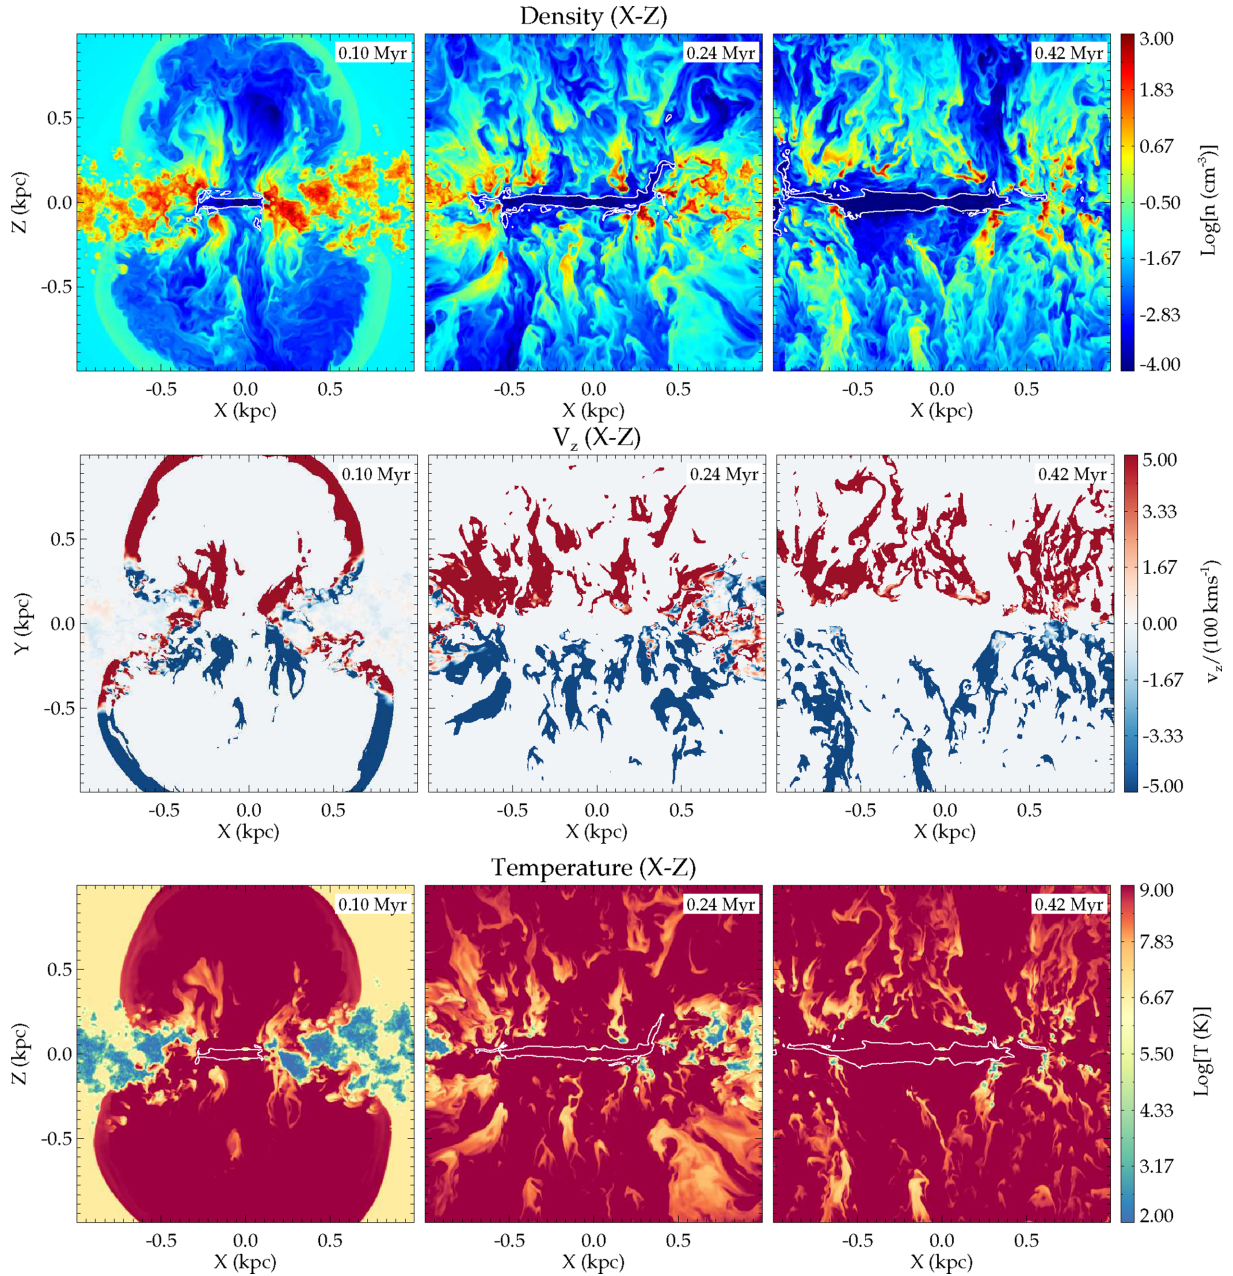 Density (X-Z)
0.10 Myr
0.24 Myr
0.42 Myr
0.5
0.0
-0.5
Z (kpc)
-0.5 0.0 0.5
-0.5 0.0 0.5
-0.5 0.0 0.5
X (kpc)
X (kpc)
X (kpc)
3.00
1.83
0.67
-0.50
-1.67
-2.83
-4.00
Log[n (cm⁻³)]
V_z (X-Z)
0.10 Myr
0.24 Myr
0.42 Myr
0.5
0.0
-0.5
Y (kpc)
-0.5 0.0 0.5
-0.5 0.0 0.5
-0.5 0.0 0.5
X (kpc)
X (kpc)
X (kpc)
5.00
3.33
1.67
0.00
-1.67
-3.33
-5.00
v_z/(100 kms⁻¹)
Temperature (X-Z)
0.10 Myr
0.24 Myr
0.42 Myr
0.5
0.0
-0.5
Z (kpc)
-0.5 0.0 0.5
-0.5 0.0 0.5
-0.5 0.0 0.5
X (kpc)
X (kpc)
X (kpc)
9.00
7.83
6.67
5.50
4.33
3.17
2.00
Log[T (K)]